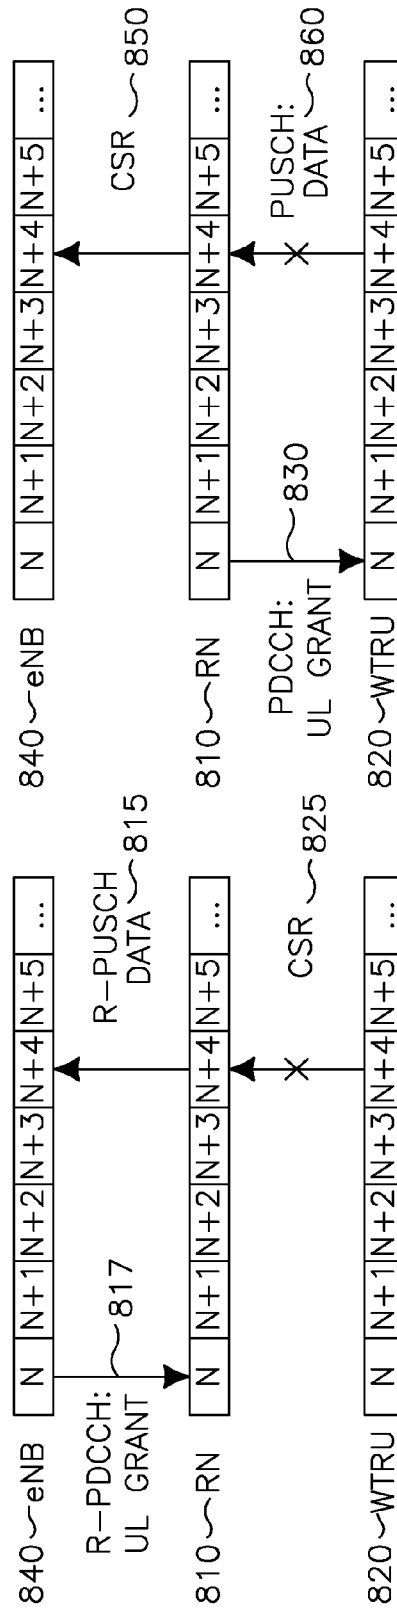 840 eNB N N+1 N+2 N+3 N+4 N+5 ...
R-PDCCH:
UL GRANT
817
R-PUSCH
DATA 815
810 RN N N+1 N+2 N+3 N+4 N+5 ...
CSR 825
820 WTRU N N+1 N+2 N+3 N+4 N+5 ...
840 eNB N N+1 N+2 N+3 N+4 N+5 ...
CSR 850
810 RN N N+1 N+2 N+3 N+4 N+5 ...
PDCCH:
UL GRANT
830
PUSCH:
DATA 860
820 WTRU N N+1 N+2 N+3 N+4 N+5 ...